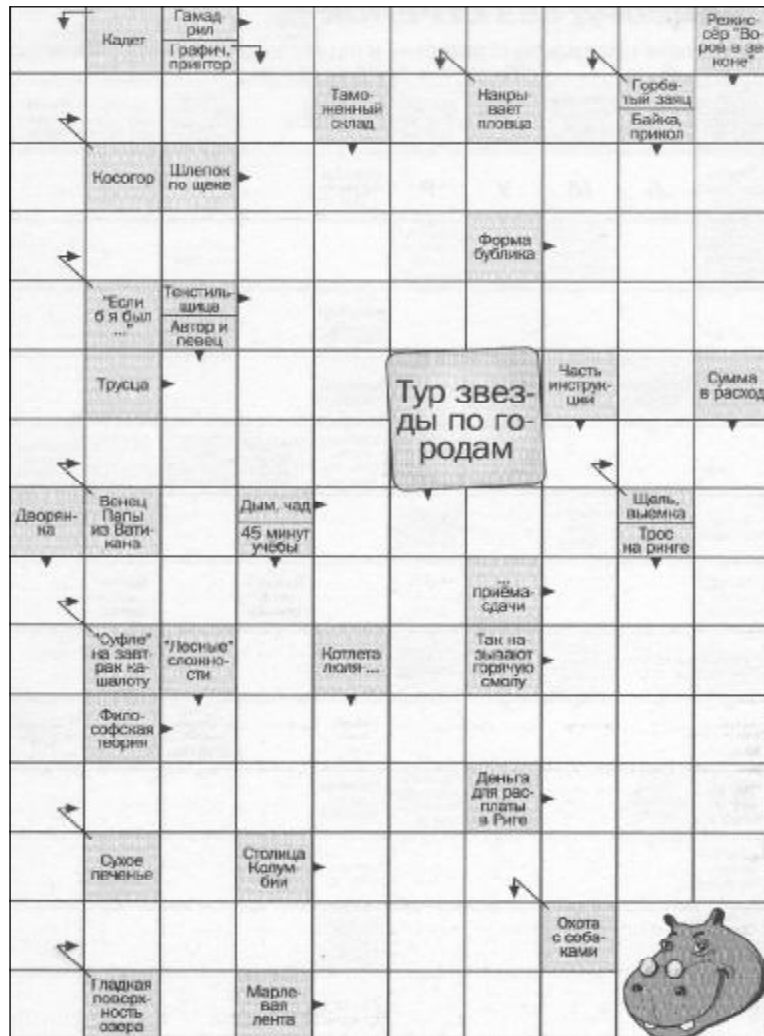 Кадет
Гамад-
рил
Графич.
принтер
Режис-
сёр "Во-
ров в за-
коне"
Тамо-
женный
склад
Накры-
вает
пловца
Горба-
тый заяц
Байка,
прикол
Косогор
Шлепок
по щеке
Форма
бублика
"Если
б я был
..."
Текстиль-
щица
Автор и
певец
Трусца
Тур звез-
ды по го-
родам
Часть
инструк-
ции
Сумма
в расход
Дворян-
ка
Венец
Папы
из Вати-
кана
Дым, чад
45 минут
учёбы
Щель,
выемка
Трос
на ринге
...
приёма-
сдачи
"Суфле"
на завт-
рак ка-
шалоту
"Лесные"
сложно-
сти
Котлета
люля-...
Так на-
зывают
горячую
смолу
Фило-
софская
теория
Деньга
для рас-
платы
в Риге
Сухое
печенье
Столица
Колум-
бии
Охота
с соба-
ками
Гладкая
поверх-
ность
озера
Марле-
вая
лента